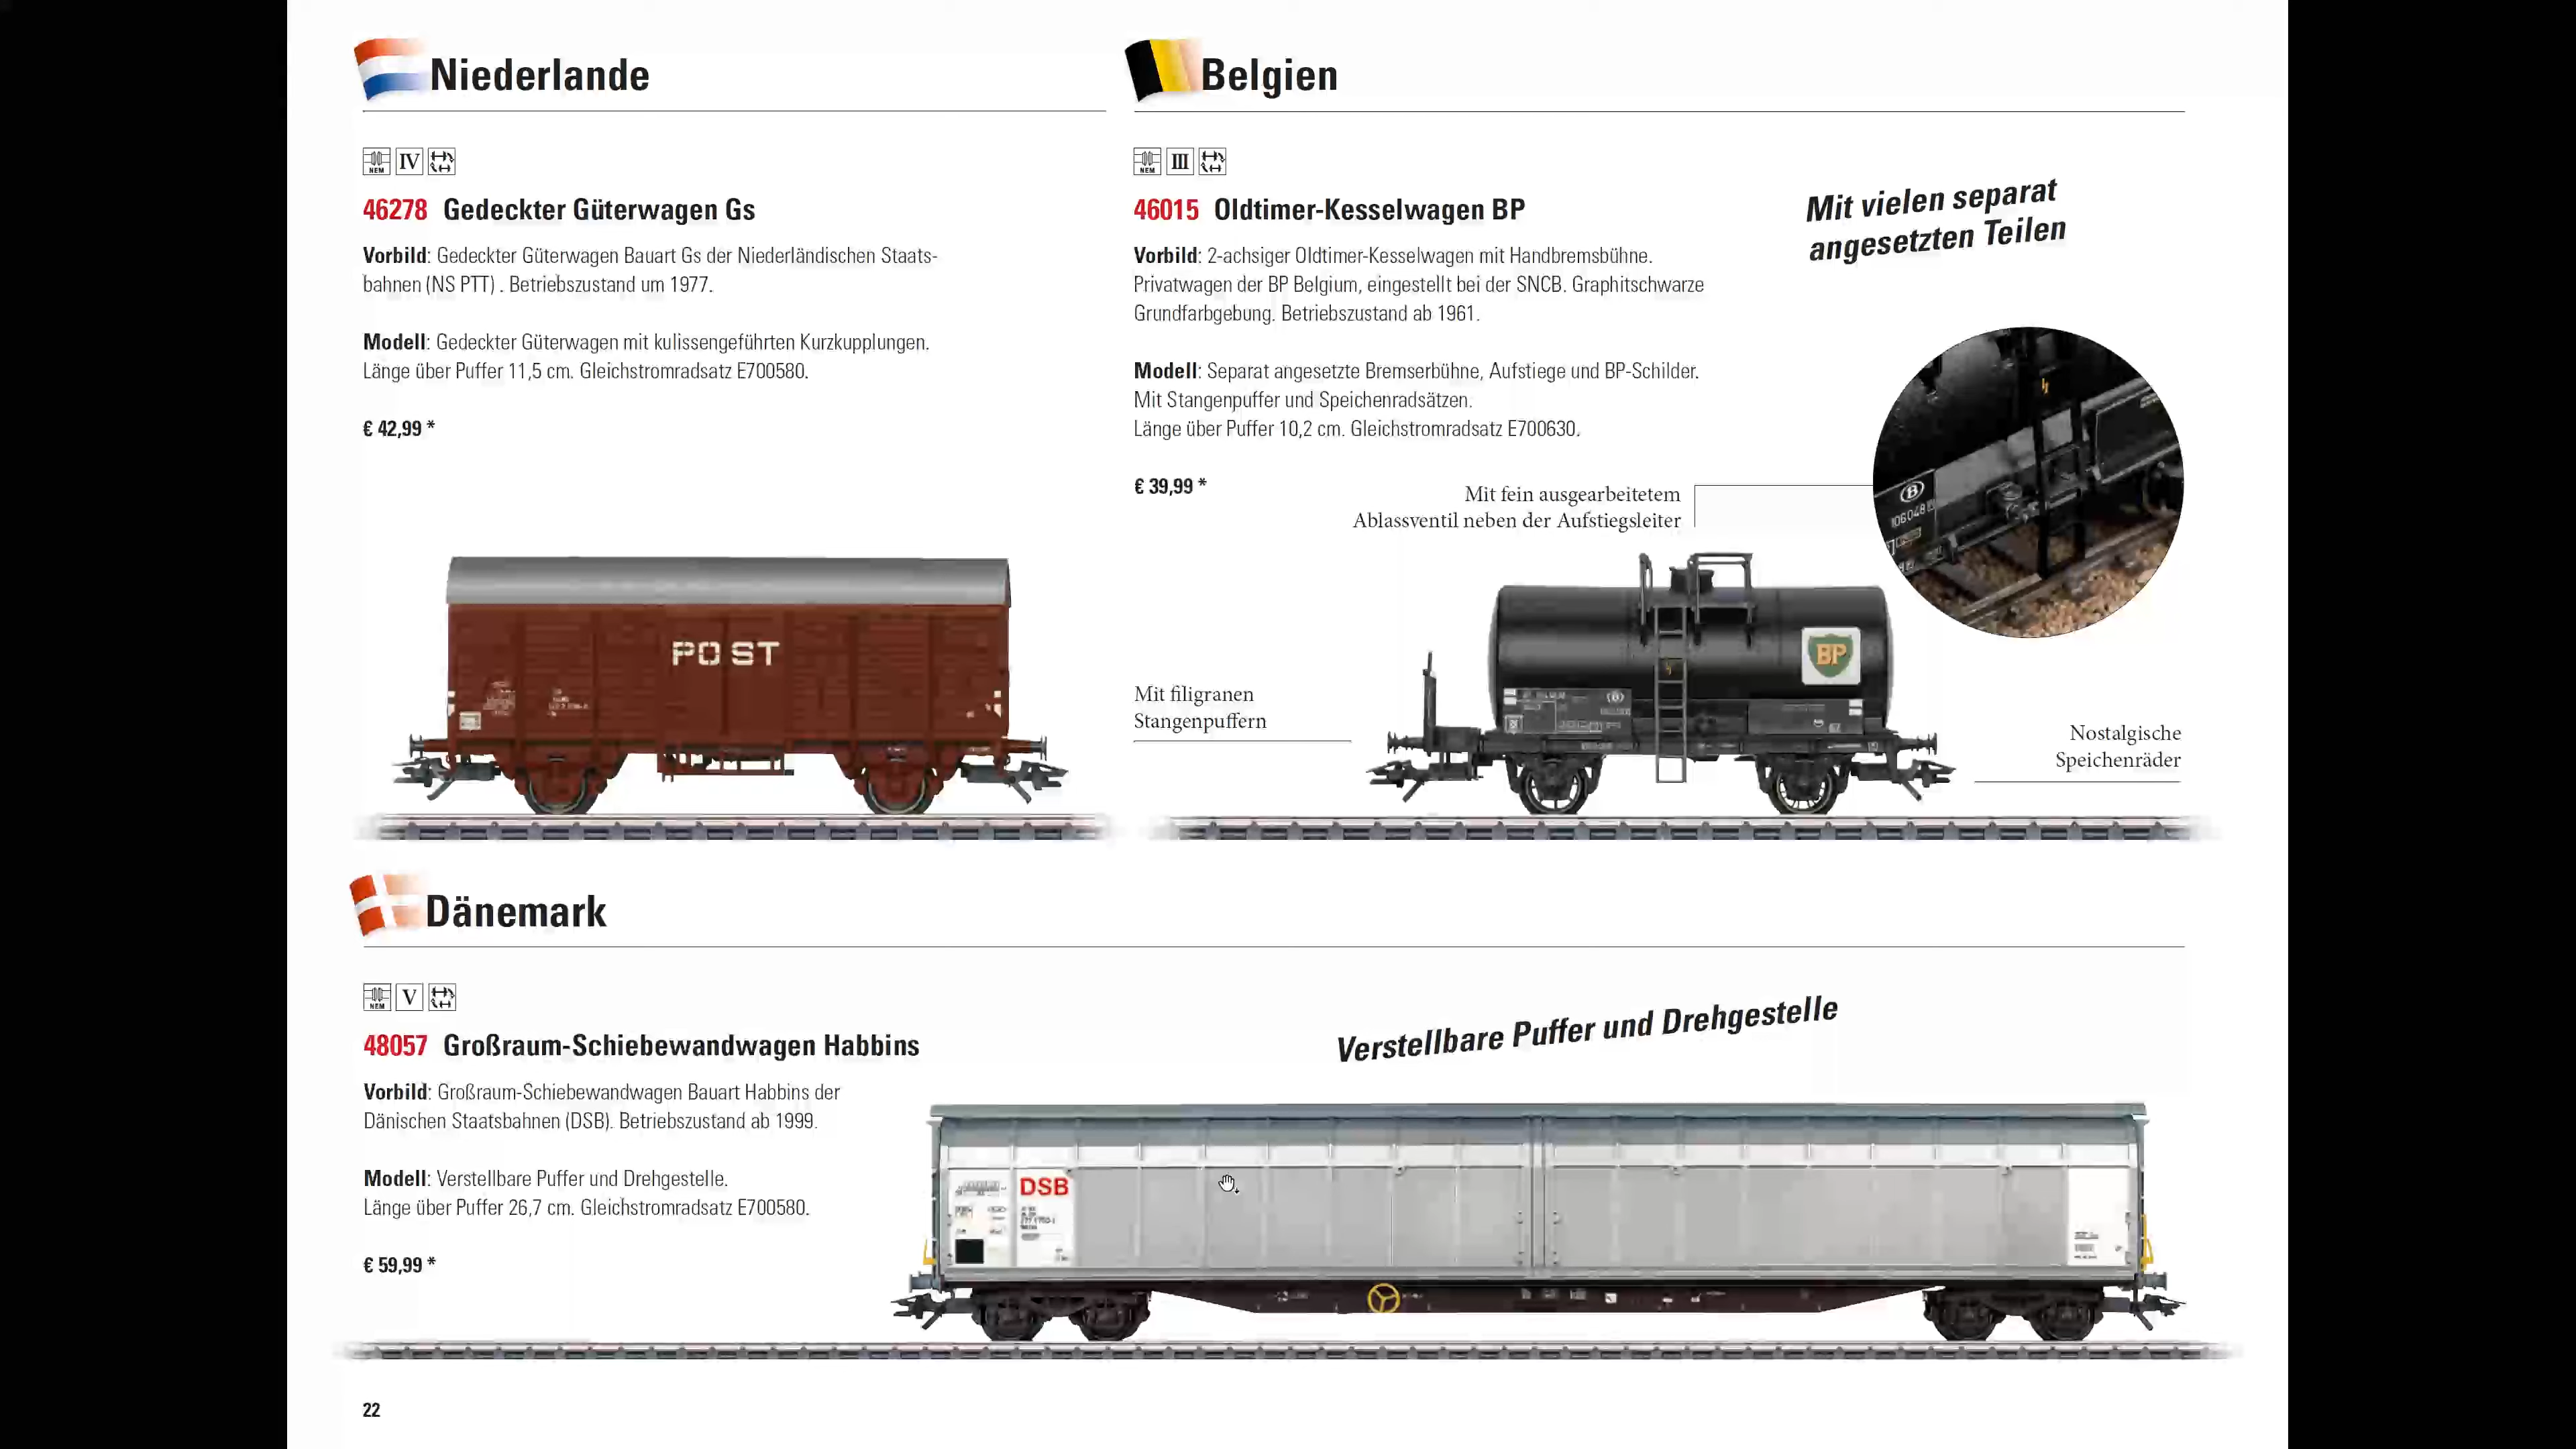 Niederlande
NEM IV
46278 Gedeckter Güterwagen Gs
Vorbild: Gedeckter Güterwagen Bauart Gs der Niederländischen Staats-
bahnen (NS PTT) . Betriebszustand um 1977.
Modell: Gedeckter Güterwagen mit kulissengeführten Kurzkupplungen.
Länge über Puffer 11,5 cm. Gleichstromradsatz E700580.
€ 42,99 *
POST
Belgien
NEM III
46015 Oldtimer-Kesselwagen BP
Vorbild: 2-achsiger Oldtimer-Kesselwagen mit Handbremsbühne.
Privatwagen der BP Belgium, eingestellt bei der SNCB. Graphitschwarze
Grundfarbgebung. Betriebszustand ab 1961.
Modell: Separat angesetzte Bremserbühne, Aufstiege und BP-Schilder.
Mit Stangenpuffer und Speichenradsätzen.
Länge über Puffer 10,2 cm. Gleichstromradsatz E700630.
€ 39,99 *
Mit vielen separat
angesetzten Teilen
Mit fein ausgearbeitetem
Ablassventil neben der Aufstiegsleiter
B
BP
Mit filigranen
Stangenpuffern
Nostalgische
Speichenräder
Dänemark
NEM V
48057 Großraum-Schiebewandwagen Habbins
Vorbild: Großraum-Schiebewandwagen Bauart Habbins der
Dänischen Staatsbahnen (DSB). Betriebszustand ab 1999.
Modell: Verstellbare Puffer und Drehgestelle.
Länge über Puffer 26,7 cm. Gleichstromradsatz E700580.
€ 59,99 *
Verstellbare Puffer und Drehgestelle
DSB
22